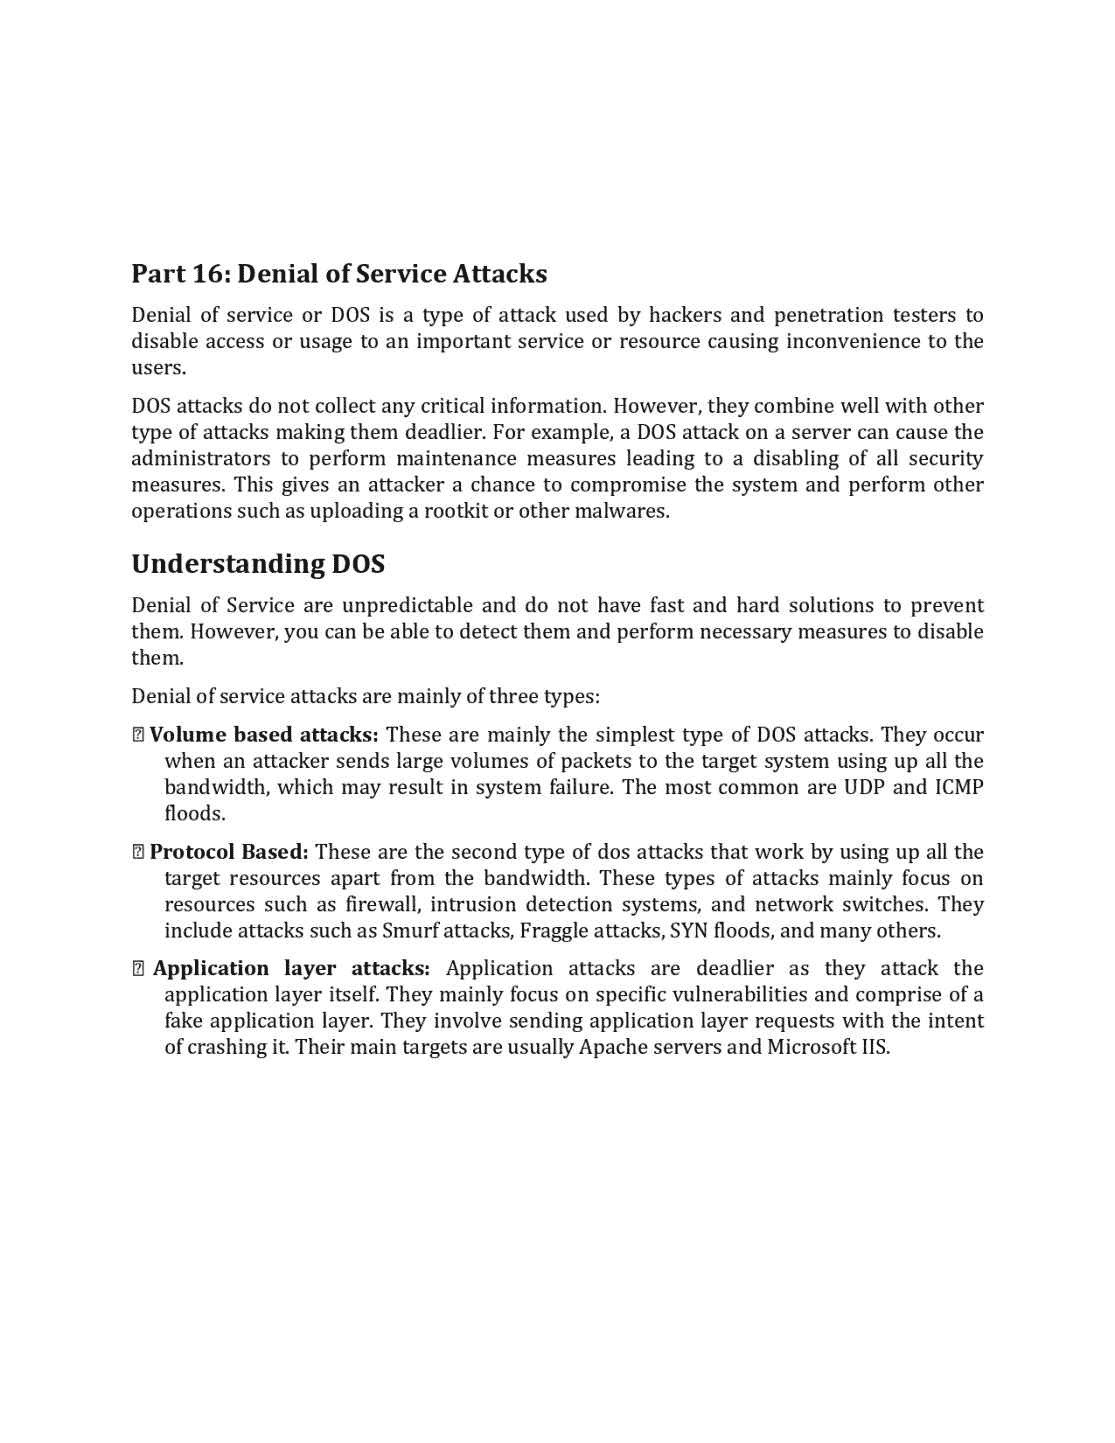 Part 16: Denial of Service Attacks
Denial of service or DOS is a type of attack used by hackers and penetration testers to
disable access or usage to an important service or resource causing inconvenience to the
users.
DOS attacks do not collect any critical information. However, they combine well with other
type of attacks making them deadlier. For example, a DOS attack on a server can cause the
administrators to perform maintenance measures leading to a disabling of all security
measures. This gives an attacker a chance to compromise the system and perform other
operations such as uploading a rootkit or other malwares.
Understanding DOS
Denial of Service are unpredictable and do not have fast and hard solutions to prevent
them. However, you can be able to detect them and perform necessary measures to disable
them.
Denial of service attacks are mainly of three types:
⍰ Volume based attacks: These are mainly the simplest type of DOS attacks. They occur
when an attacker sends large volumes of packets to the target system using up all the
bandwidth, which may result in system failure. The most common are UDP and ICMP
floods.
⍰ Protocol Based: These are the second type of dos attacks that work by using up all the
target resources apart from the bandwidth. These types of attacks mainly focus on
resources such as firewall, intrusion detection systems, and network switches. They
include attacks such as Smurf attacks, Fraggle attacks, SYN floods, and many others.
⍰ Application layer attacks: Application attacks are deadlier as they attack the
application layer itself. They mainly focus on specific vulnerabilities and comprise of a
fake application layer. They involve sending application layer requests with the intent
of crashing it. Their main targets are usually Apache servers and Microsoft IIS.